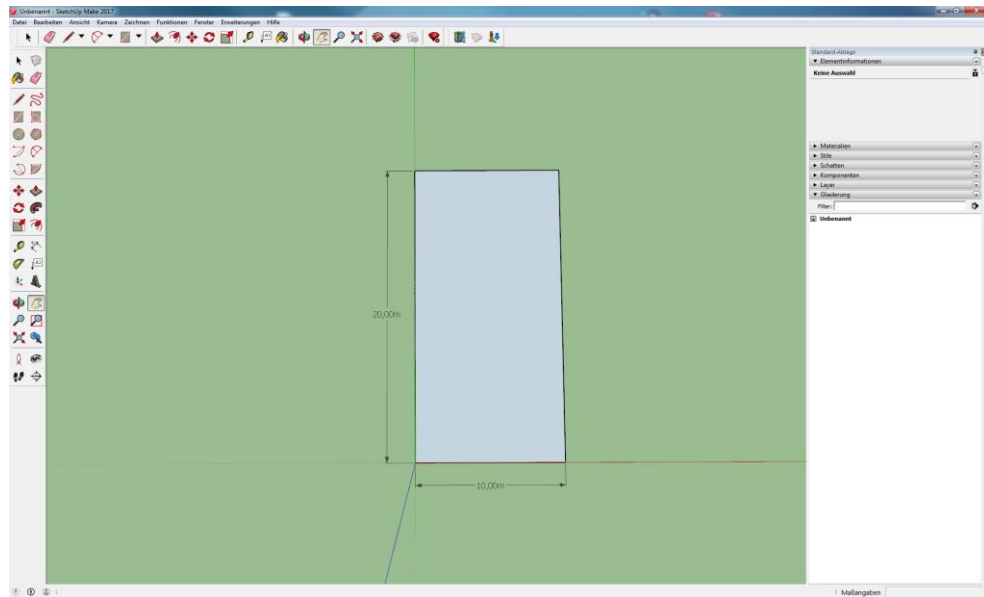 Unbenannt - SketchUp Make 2017
Datei Bearbeiten Ansicht Kamera Zeichnen Funktionen Fenster Erweiterungen Hilfe
Standard-Ablage
Elementinformationen
Keine Auswahl
Materialien
Stile
Schatten
Komponenten
Layer
Gliederung
Filter:
Unbenannt
20,00m
10,00m
Maßangaben